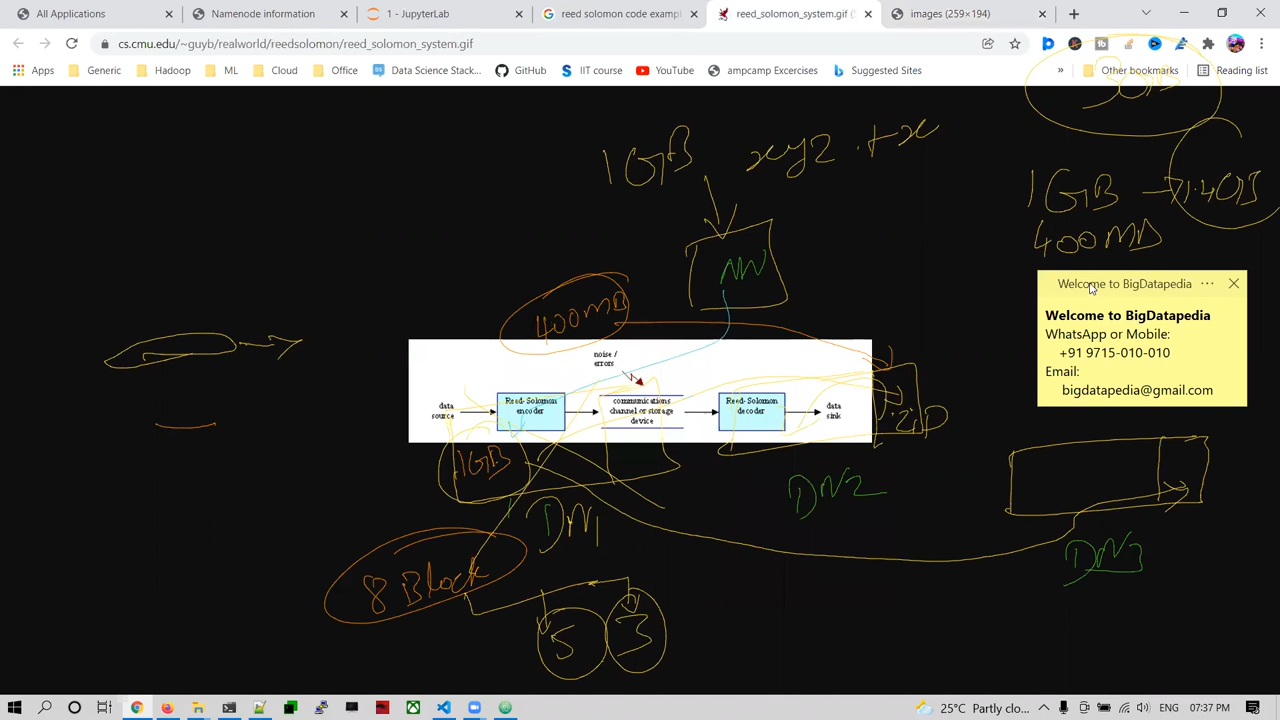 All Applications
Namenode information
1 - JupyterLab
reed solomon code exampl
reed_solomon_system.gif (5
images (259×194)
cs.cmu.edu/~guyb/realworld/reedsolomon/reed_solomon_system.gif
Apps
Generic
Hadoop
ML
Cloud
Office
Data Science Stack...
GitHub
IIT course
YouTube
ampcamp Excercises
Suggested Sites
»
Other bookmarks
Reading list
1GB xyz.tx
1GB → 1.4GB
400MB
NN
400MB
Welcome to BigDatapedia
Welcome to BigDatapedia
WhatsApp or Mobile:
+91 9715-010-010
Email:
bigdatapedia@gmail.com
noise /
errors
data
source
Reed-Solomon
encoder
communications
channel or storage
device
Reed-Solomon
decoder
data
sink
1GB
DN1
DN2
DN3
8 Block
5
3
25°C Partly clo...
ENG
07:37 PM